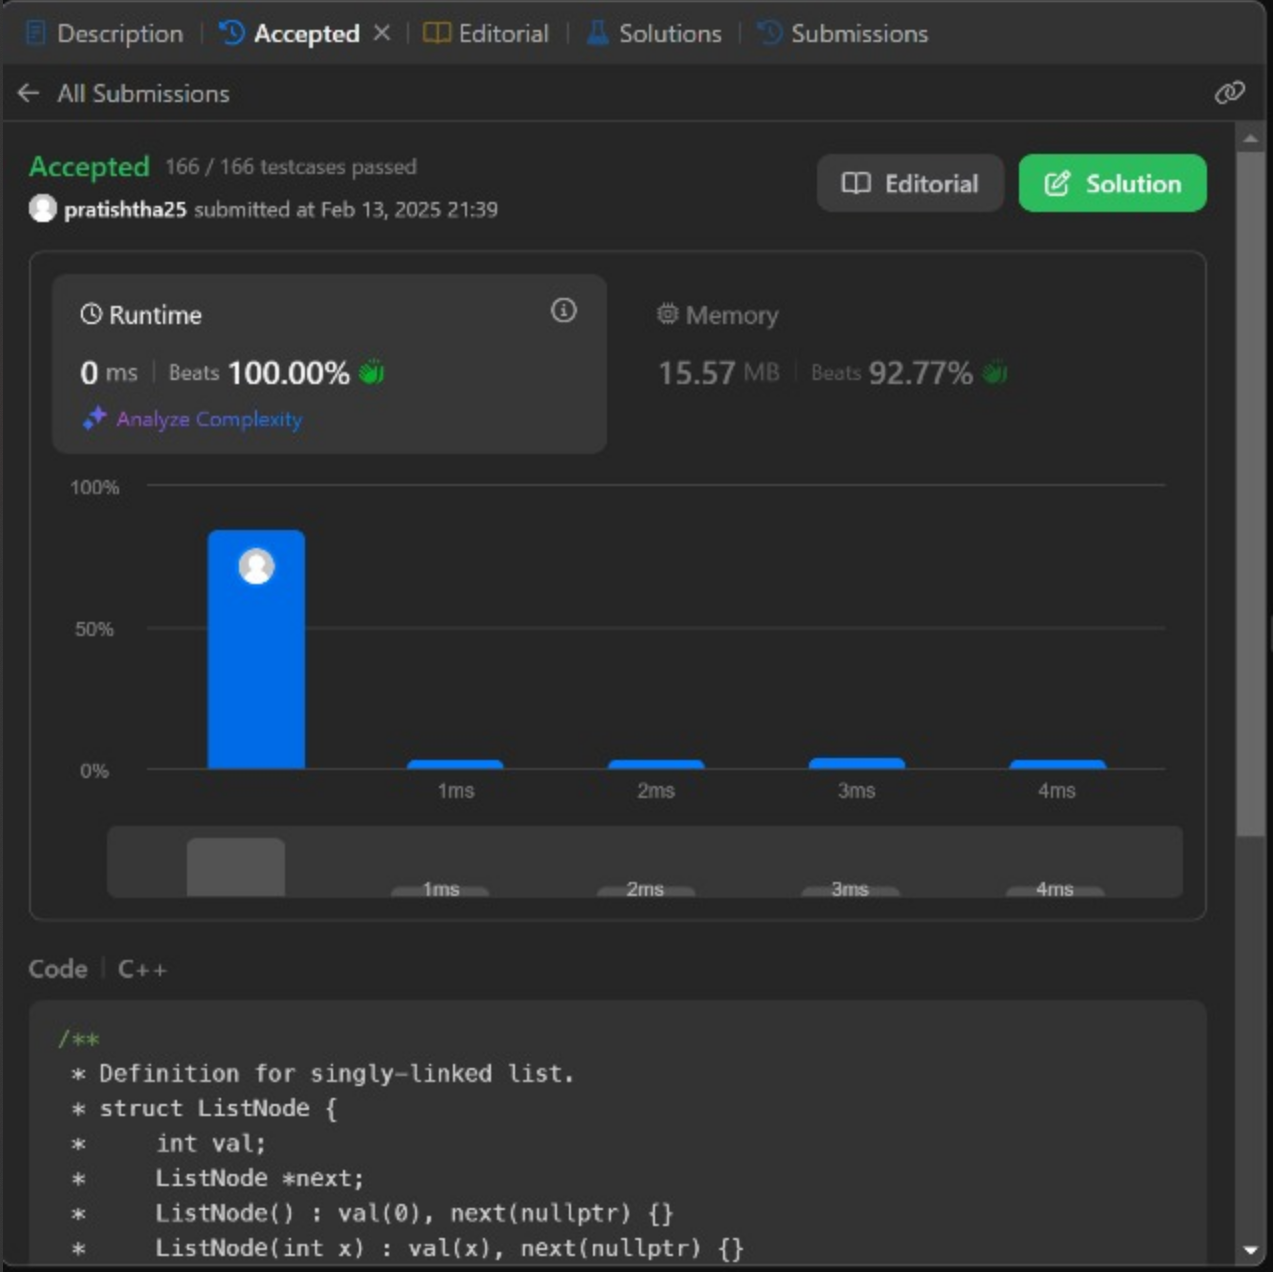 Description | Accepted × | Editorial | Solutions | Submissions
← All Submissions
Accepted 166 / 166 testcases passed
Editorial
Solution
pratishtha25 submitted at Feb 13, 2025 21:39
Runtime
0 ms | Beats 100.00%
Analyze Complexity
Memory
15.57 MB | Beats 92.77%
100%
50%
0%
1ms 2ms 3ms 4ms
1ms 2ms 3ms 4ms
Code | C++
/**
 * Definition for singly-linked list.
 * struct ListNode {
 *     int val;
 *     ListNode *next;
 *     ListNode() : val(0), next(nullptr) {}
 *     ListNode(int x) : val(x), next(nullptr) {}